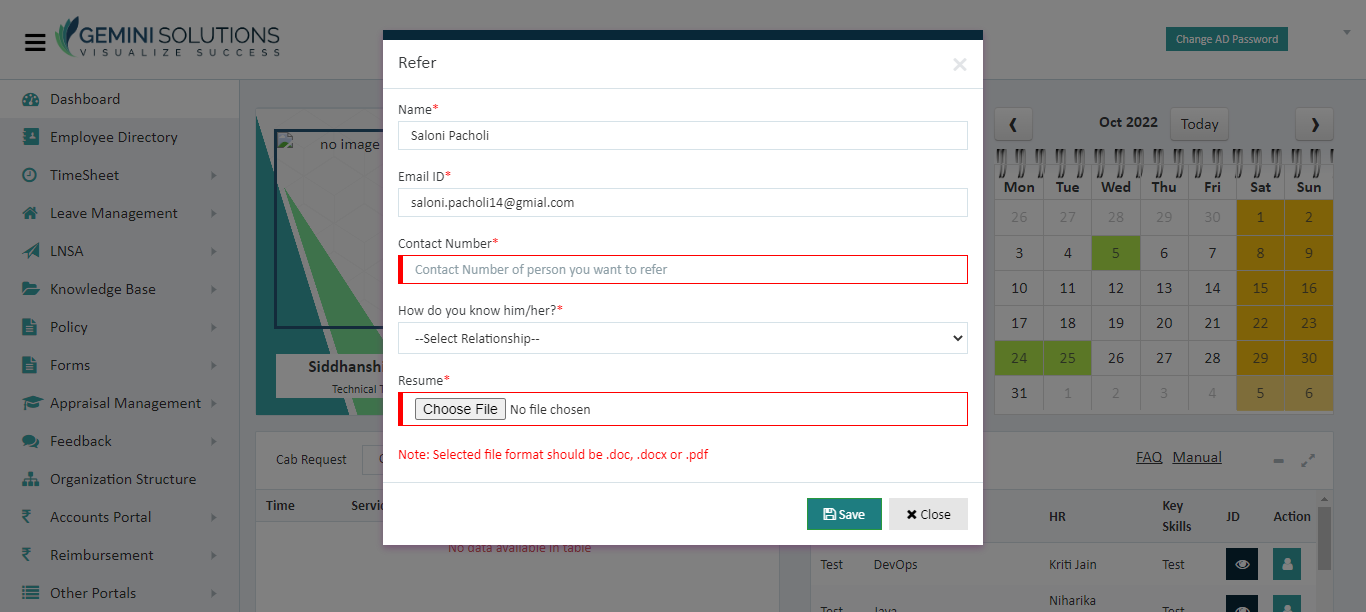 GEMINI SOLUTIONS
VISUALIZE SUCCESS
Change AD Password
Dashboard
Employee Directory
TimeSheet
Leave Management
LNSA
Knowledge Base
Policy
Forms
Appraisal Management
Feedback
Organization Structure
Accounts Portal
Reimbursement
Other Portals
no image
Siddhanshi
Technical T
Cab Request
Time Servic
No data available in table
Refer ×
Name*
Saloni Pacholi
Email ID*
saloni.pacholi14@gmial.com
Contact Number*
Contact Number of person you want to refer
How do you know him/her?*
--Select Relationship--
Resume*
Choose File No file chosen
Note: Selected file format should be .doc, .docx or .pdf
Save Close
Oct 2022 Today
Mon Tue Wed Thu Fri Sat Sun
26 27 28 29 30 1 2
3 4 5 6 7 8 9
10 11 12 13 14 15 16
17 18 19 20 21 22 23
24 25 26 27 28 29 30
31 1 2 3 4 5 6
FAQ Manual
HR Key Skills JD Action
Test DevOps Kriti Jain Test
Test Java Niharika Test